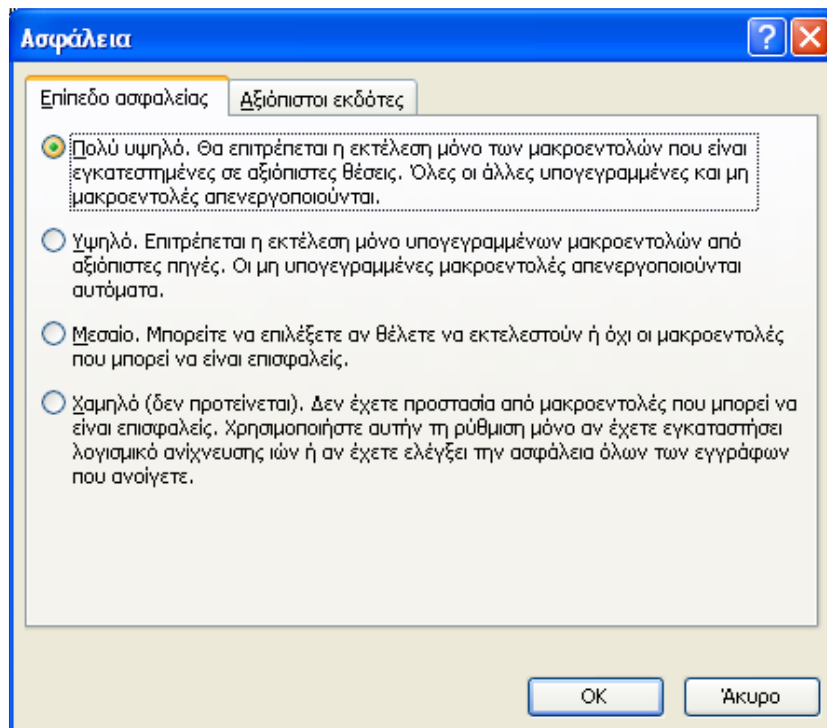 Ασφάλεια
Επίπεδο ασφαλείας Αξιόπιστοι εκδότες
Πολύ υψηλό. Θα επιτρέπεται η εκτέλεση μόνο των μακροεντολών που είναι
εγκατεστημένες σε αξιόπιστες θέσεις. Όλες οι άλλες υπογεγραμμένες και μη
μακροεντολές απενεργοποιούνται.
Υψηλό. Επιτρέπεται η εκτέλεση μόνο υπογεγραμμένων μακροεντολών από
αξιόπιστες πηγές. Οι μη υπογεγραμμένες μακροεντολές απενεργοποιούνται
αυτόματα.
Μεσαίο. Μπορείτε να επιλέξετε αν θέλετε να εκτελεστούν ή όχι οι μακροεντολές
που μπορεί να είναι επισφαλείς.
Χαμηλό (δεν προτείνεται). Δεν έχετε προστασία από μακροεντολές που μπορεί να
είναι επισφαλείς. Χρησιμοποιήστε αυτήν τη ρύθμιση μόνο αν έχετε εγκαταστήσει
λογισμικό ανίχνευσης ιών ή αν έχετε ελέγξει την ασφάλεια όλων των εγγράφων
που ανοίγετε.
OK Άκυρο